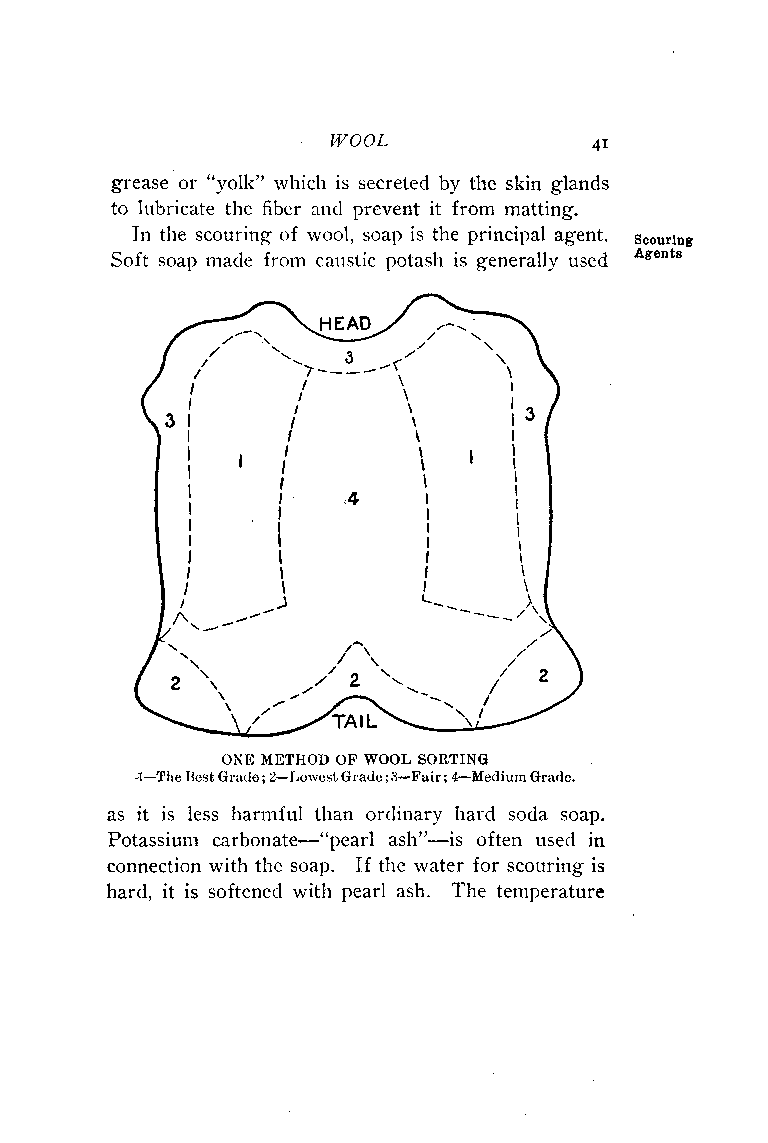 WOOL 41
grease or "yolk" which is secreted by the skin glands
to lubricate the fiber and prevent it from matting.
In the scouring of wool, soap is the principal agent.
Soft soap made from caustic potash is generally used
Scouring
Agents
HEAD
3
3
3
1
1
4
2
2
2
TAIL
ONE METHOD OF WOOL SORTING
1—The Best Grade; 2—Lowest Grade; 3—Fair; 4—Medium Grade.
as it is less harmful than ordinary hard soda soap.
Potassium carbonate—"pearl ash"—is often used in
connection with the soap. If the water for scouring is
hard, it is softened with pearl ash. The temperature